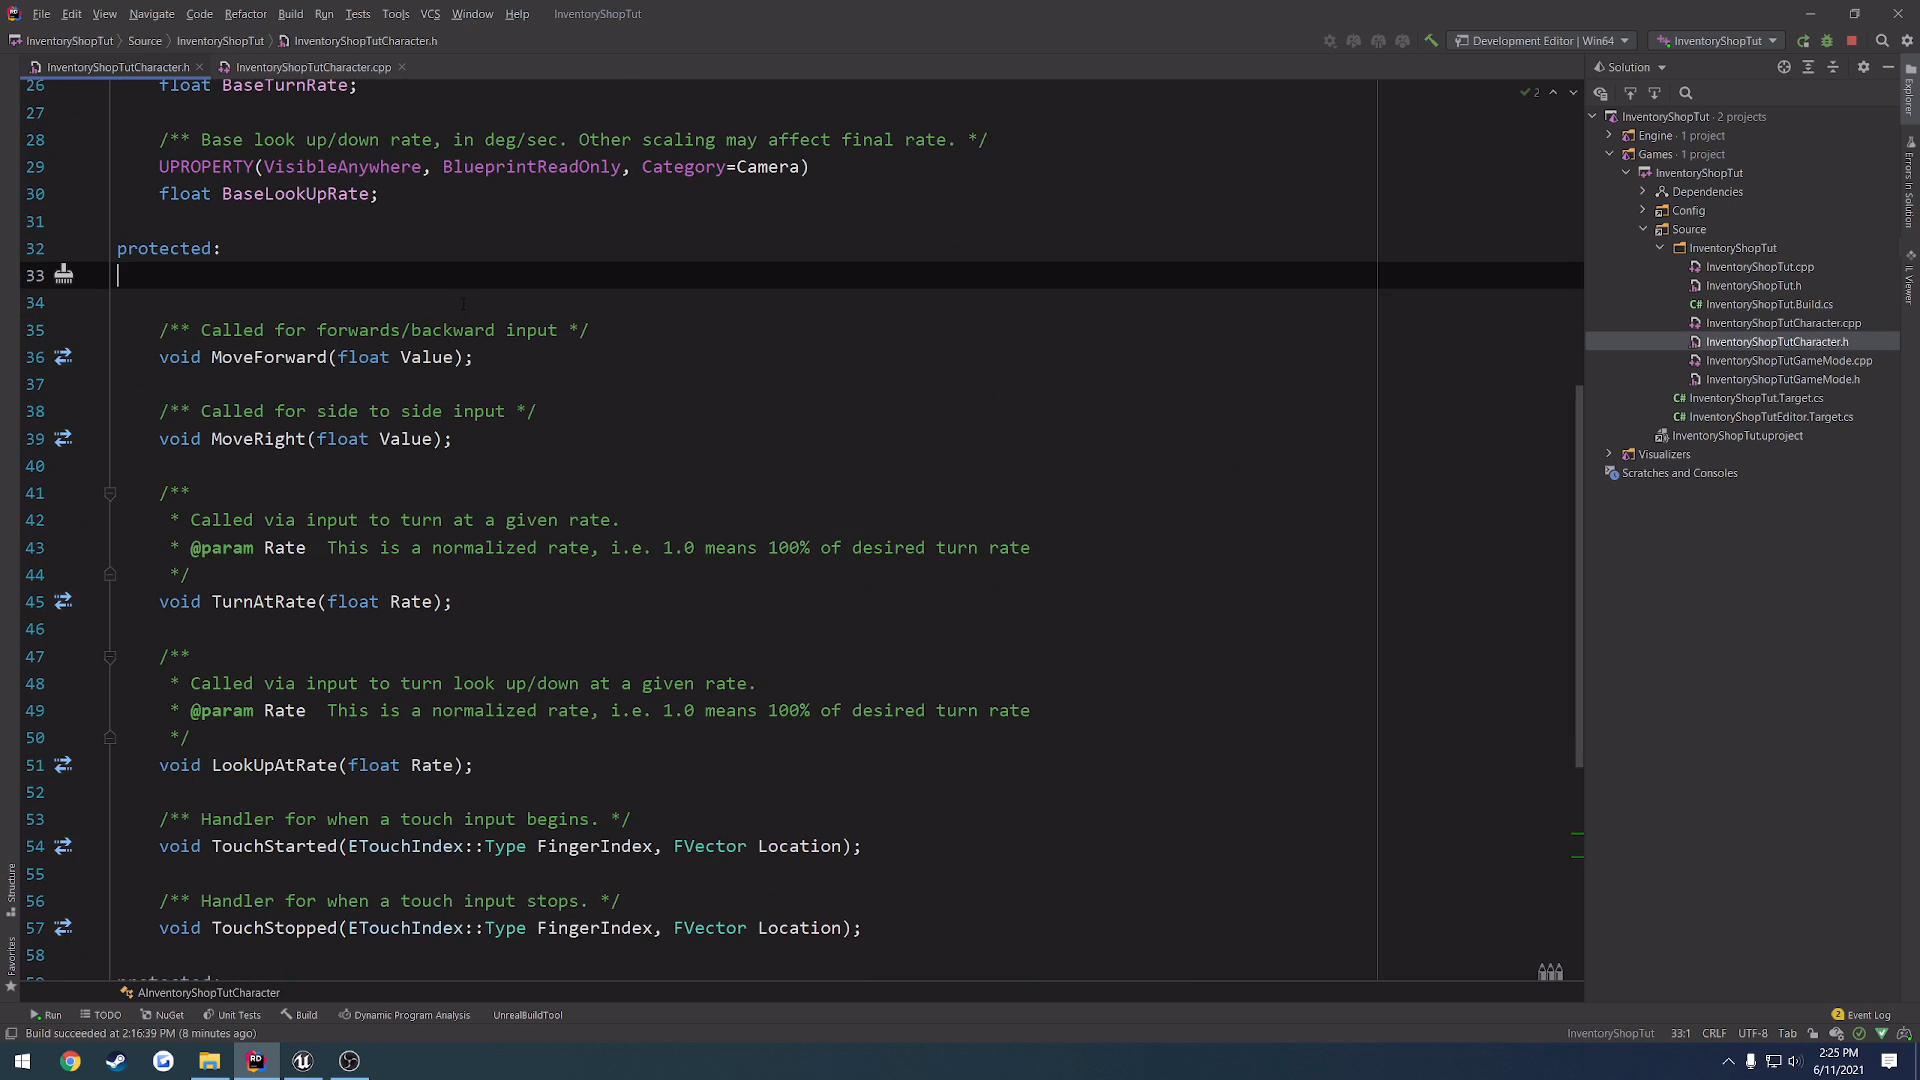 File Edit View Navigate Code Refactor Build Run Tests Tools VCS Window Help InventoryShopTut
InventoryShopTut Source InventoryShopTut InventoryShopTutCharacter.h Development Editor | Win64 InventoryShopTut
InventoryShopTutCharacter.h InventoryShopTutCharacter.cpp
26 float BaseTurnRate;
27
28 /** Base look up/down rate, in deg/sec. Other scaling may affect final rate. */
29 UPROPERTY(VisibleAnywhere, BlueprintReadOnly, Category=Camera)
30 float BaseLookUpRate;
31
32 protected:
33
34
35 /** Called for forwards/backward input */
36 void MoveForward(float Value);
37
38 /** Called for side to side input */
39 void MoveRight(float Value);
40
41 /**
42 * Called via input to turn at a given rate.
43 * @param Rate This is a normalized rate, i.e. 1.0 means 100% of desired turn rate
44 */
45 void TurnAtRate(float Rate);
46
47 /**
48 * Called via input to turn look up/down at a given rate.
49 * @param Rate This is a normalized rate, i.e. 1.0 means 100% of desired turn rate
50 */
51 void LookUpAtRate(float Rate);
52
53 /** Handler for when a touch input begins. */
54 void TouchStarted(ETouchIndex::Type FingerIndex, FVector Location);
55
56 /** Handler for when a touch input stops. */
57 void TouchStopped(ETouchIndex::Type FingerIndex, FVector Location);
58
59 protected:
2
AInventoryShopTutCharacter
Solution
InventoryShopTut · 2 projects
Engine · 1 project
Games · 1 project
InventoryShopTut
Dependencies
Config
Source
InventoryShopTut
InventoryShopTut.cpp
InventoryShopTut.h
InventoryShopTut.Build.cs
InventoryShopTutCharacter.cpp
InventoryShopTutCharacter.h
InventoryShopTutGameMode.cpp
InventoryShopTutGameMode.h
InventoryShopTut.Target.cs
InventoryShopTutEditor.Target.cs
InventoryShopTut.uproject
Visualizers
Scratches and Consoles
Explorer
Errors In Solution
IL Viewer
Structure
Favorites
Run TODO NuGet Unit Tests Build Dynamic Program Analysis UnrealBuildTool 2 Event Log
Build succeeded at 2:16:39 PM (8 minutes ago) InventoryShopTut 33:1 CRLF UTF-8 Tab
RD
2:25 PM
6/11/2021